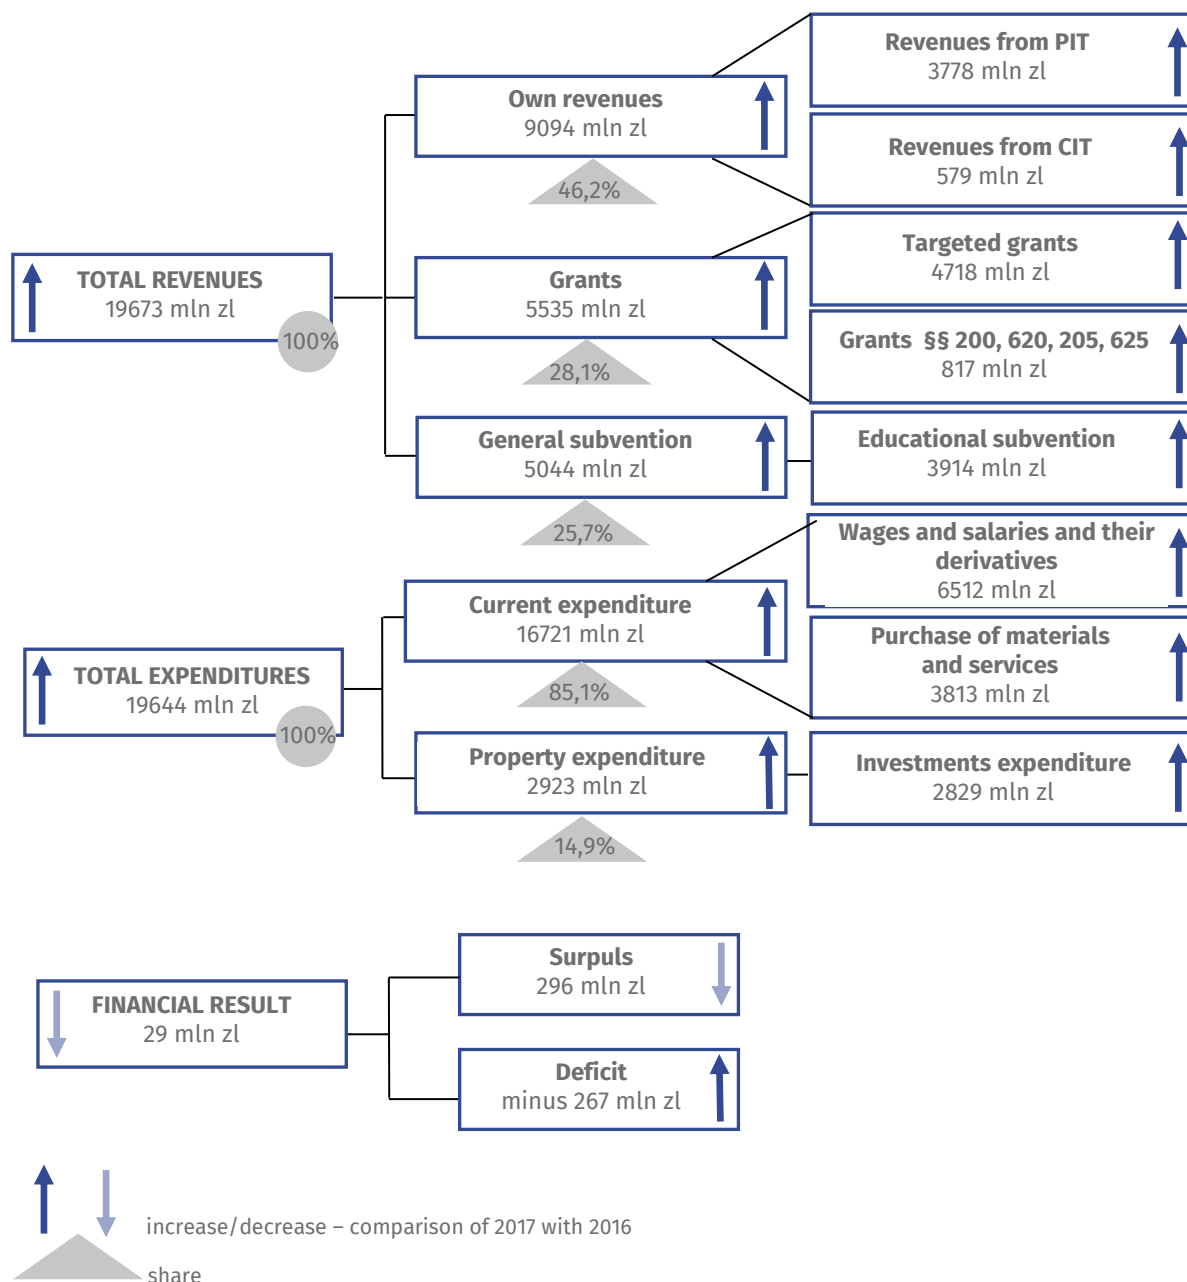 Revenues from PIT
3778 mln zl
Own revenues
9094 mln zl
46,2%
Revenues from CIT
579 mln zl
TOTAL REVENUES
19673 mln zl
100%
Grants
5535 mln zl
28,1%
Targeted grants
4718 mln zl
Grants §§ 200, 620, 205, 625
817 mln zl
General subvention
5044 mln zl
25,7%
Educational subvention
3914 mln zl
Wages and salaries and their
derivatives
6512 mln zl
Current expenditure
16721 mln zl
85,1%
Purchase of materials
and services
3813 mln zl
TOTAL EXPENDITURES
19644 mln zl
100%
Property expenditure
2923 mln zl
14,9%
Investments expenditure
2829 mln zl
Surpuls
296 mln zl
FINANCIAL RESULT
29 mln zl
Deficit
minus 267 mln zl
increase/decrease – comparison of 2017 with 2016
share